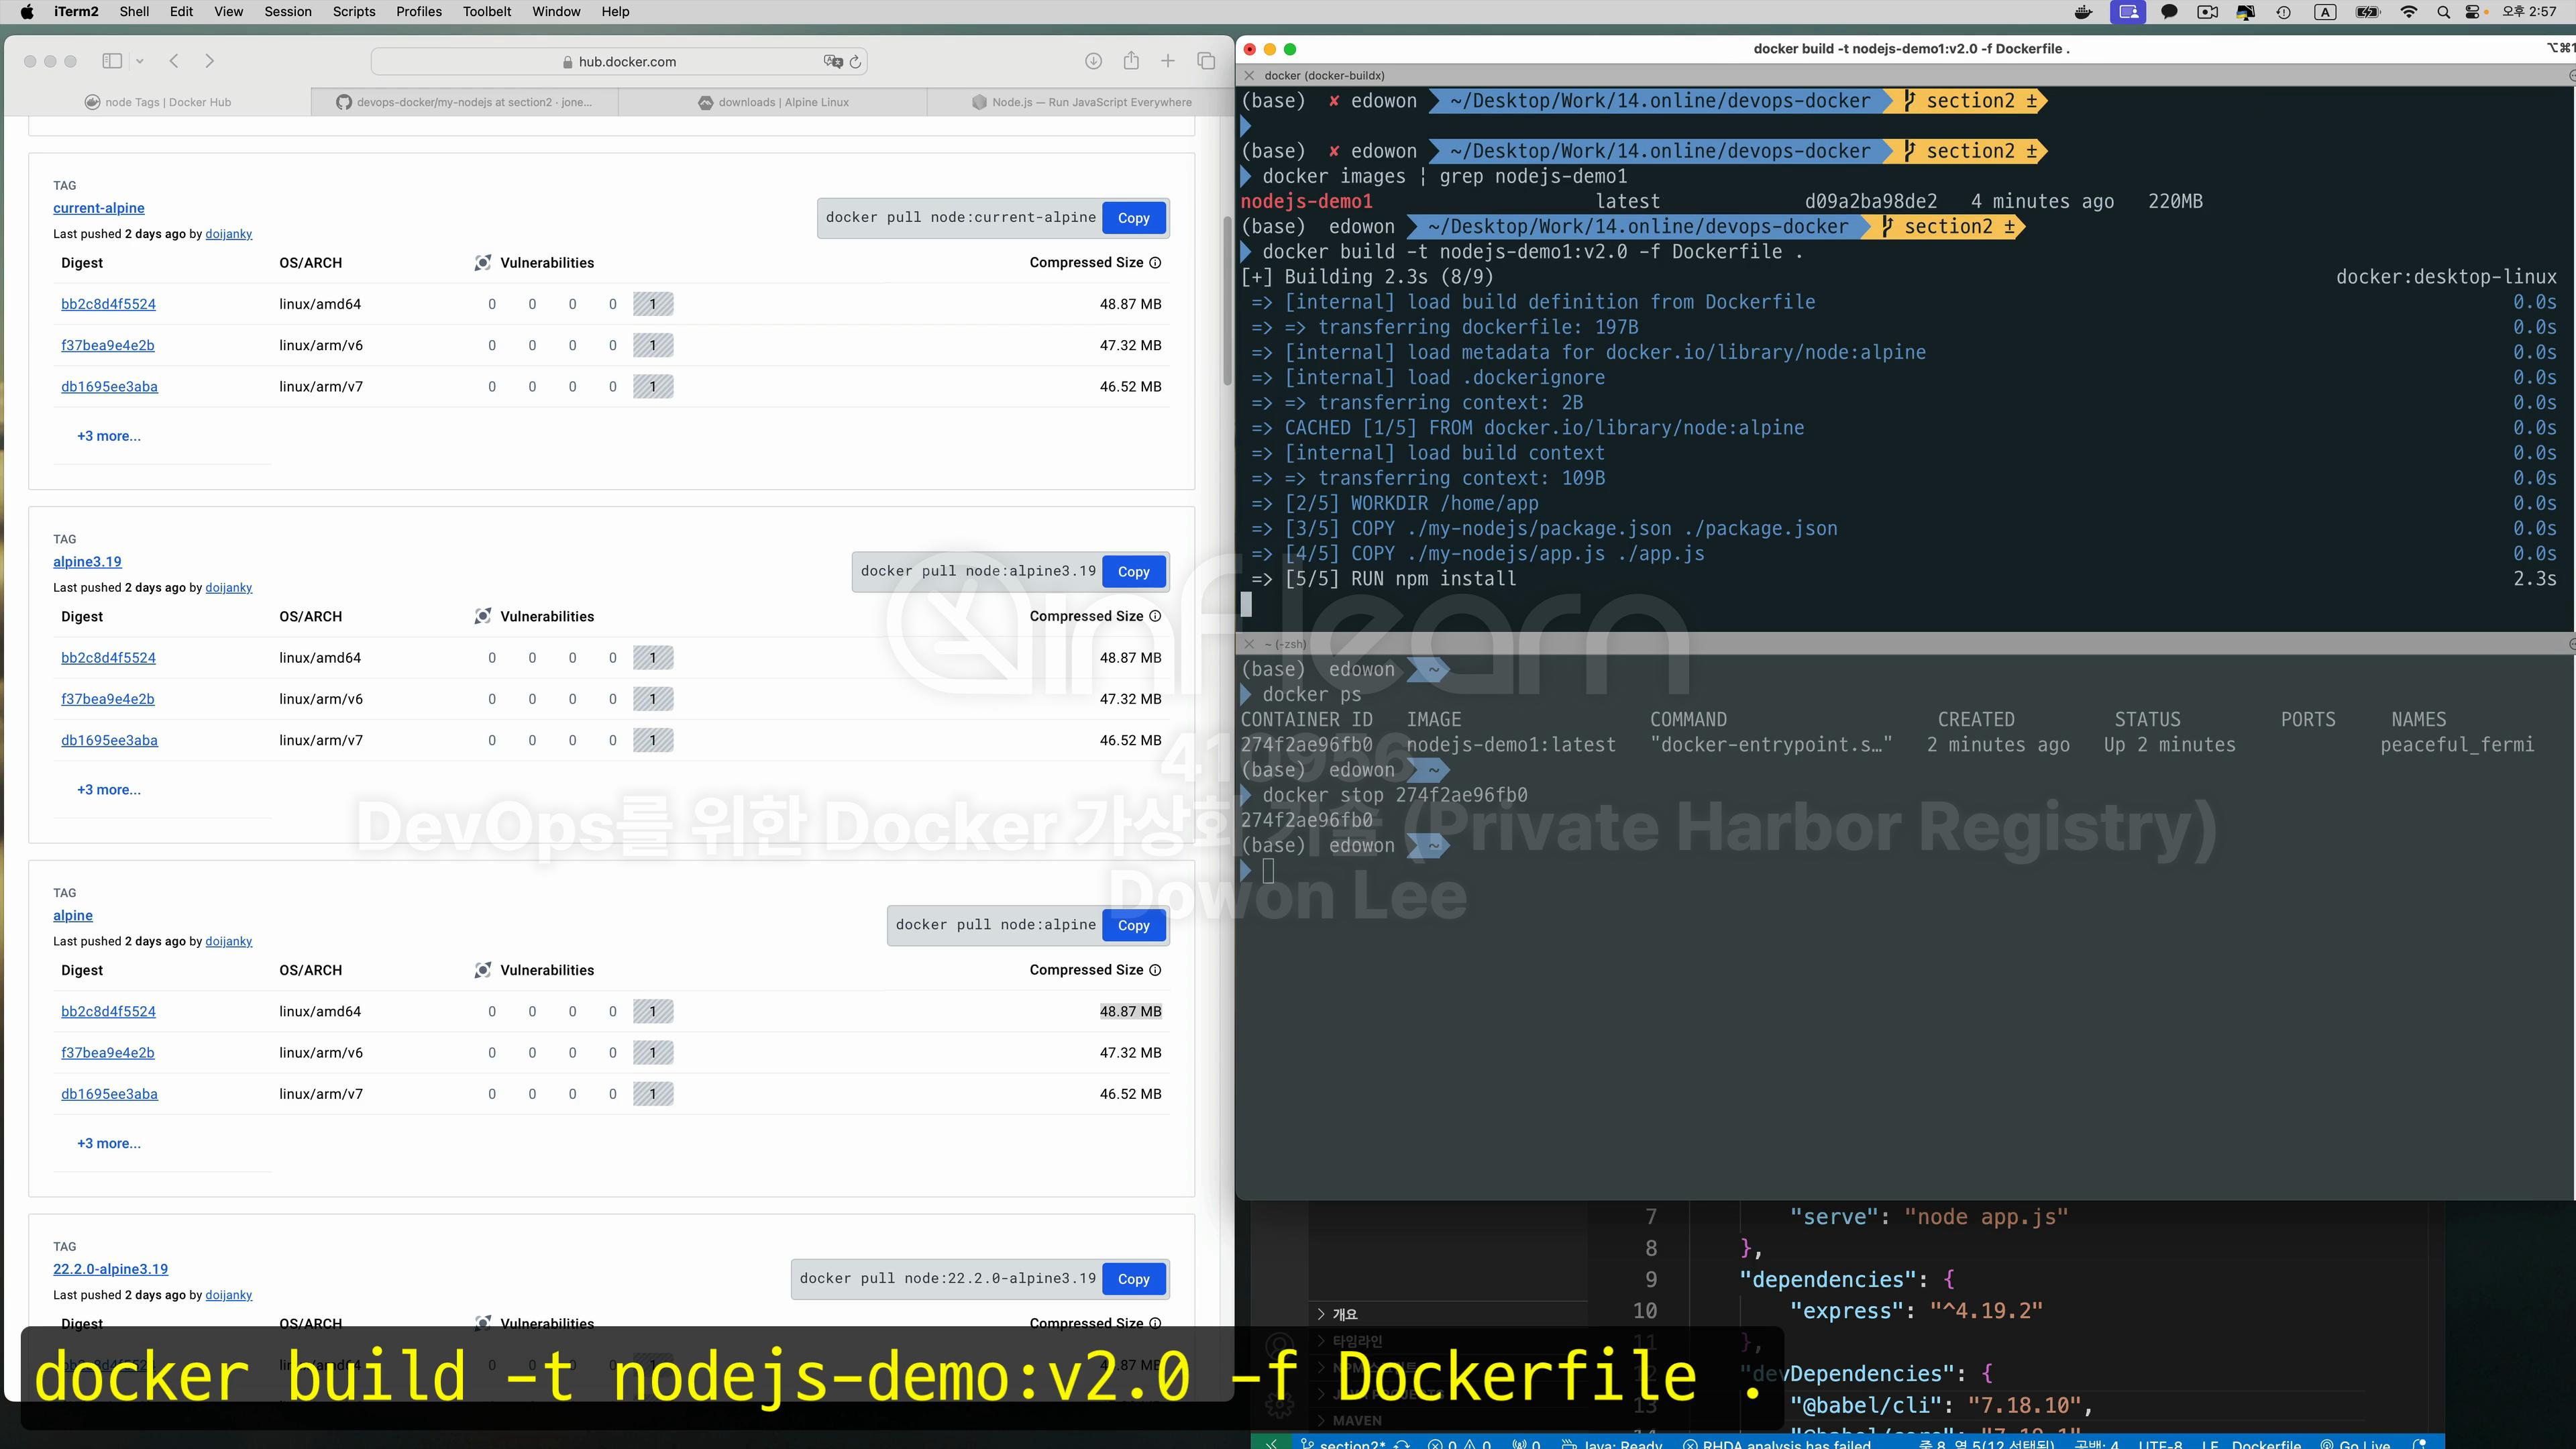 iTerm2 Shell Edit View Session Scripts Profiles Toolbelt Window Help
A 오후 2:57
hub.docker.com
node Tags | Docker Hub
devops-docker/my-nodejs at section2 · jone...
downloads | Alpine Linux
Node.js — Run JavaScript Everywhere
TAG
current-alpine
Last pushed 2 days ago by doijanky
docker pull node:current-alpine Copy
Digest OS/ARCH Vulnerabilities Compressed Size
bb2c8d4f5524 linux/amd64 0 0 0 0 1 48.87 MB
f37bea9e4e2b linux/arm/v6 0 0 0 0 1 47.32 MB
db1695ee3aba linux/arm/v7 0 0 0 0 1 46.52 MB
+3 more...
TAG
alpine3.19
Last pushed 2 days ago by doijanky
docker pull node:alpine3.19 Copy
Digest OS/ARCH Vulnerabilities Compressed Size
bb2c8d4f5524 linux/amd64 0 0 0 0 1 48.87 MB
f37bea9e4e2b linux/arm/v6 0 0 0 0 1 47.32 MB
db1695ee3aba linux/arm/v7 0 0 0 0 1 46.52 MB
+3 more...
TAG
alpine
Last pushed 2 days ago by doijanky
docker pull node:alpine Copy
Digest OS/ARCH Vulnerabilities Compressed Size
bb2c8d4f5524 linux/amd64 0 0 0 0 1 48.87 MB
f37bea9e4e2b linux/arm/v6 0 0 0 0 1 47.32 MB
db1695ee3aba linux/arm/v7 0 0 0 0 1 46.52 MB
+3 more...
TAG
22.2.0-alpine3.19
Last pushed 2 days ago by doijanky
docker pull node:22.2.0-alpine3.19 Copy
Digest OS/ARCH Vulnerabilities Compressed Size
docker build -t nodejs-demo1:v2.0 -f Dockerfile .
docker (docker-buildx)
(base) ✘ edowon ~/Desktop/Work/14.online/devops-docker section2 ±
(base) ✘ edowon ~/Desktop/Work/14.online/devops-docker section2 ±
docker images | grep nodejs-demo1
nodejs-demo1 latest d09a2ba98de2 4 minutes ago 220MB
(base) edowon ~/Desktop/Work/14.online/devops-docker section2 ±
docker build -t nodejs-demo1:v2.0 -f Dockerfile .
[+] Building 2.3s (8/9) docker:desktop-linux
=> [internal] load build definition from Dockerfile 0.0s
=> => transferring dockerfile: 197B 0.0s
=> [internal] load metadata for docker.io/library/node:alpine 0.0s
=> [internal] load .dockerignore 0.0s
=> => transferring context: 2B 0.0s
=> CACHED [1/5] FROM docker.io/library/node:alpine 0.0s
=> [internal] load build context 0.0s
=> => transferring context: 109B 0.0s
=> [2/5] WORKDIR /home/app 0.0s
=> [3/5] COPY ./my-nodejs/package.json ./package.json 0.0s
=> [4/5] COPY ./my-nodejs/app.js ./app.js 0.0s
=> [5/5] RUN npm install 2.3s
~ (-zsh)
(base) edowon ~
docker ps
CONTAINER ID IMAGE COMMAND CREATED STATUS PORTS NAMES
274f2ae96fb0 nodejs-demo1:latest "docker-entrypoint.s…" 2 minutes ago Up 2 minutes peaceful_fermi
(base) edowon ~
docker stop 274f2ae96fb0
274f2ae96fb0
(base) edowon ~
inflearn
410956
DevOps를 위한 Docker 가상화 기술 (Private Harbor Registry)
Dowon Lee
7 "serve": "node app.js"
8 },
9 "dependencies": {
10 "express": "^4.19.2"
11 },
12 "devDependencies": {
13 "@babel/cli": "7.18.10",
개요
타임라인
MAVEN
section2* 0 0 0 Java: Ready RHDA analysis has failed 줄 8, 열 5(12 선택됨) 공백: 4 UTF-8 LF Dockerfile Go Live
docker build -t nodejs-demo:v2.0 -f Dockerfile .